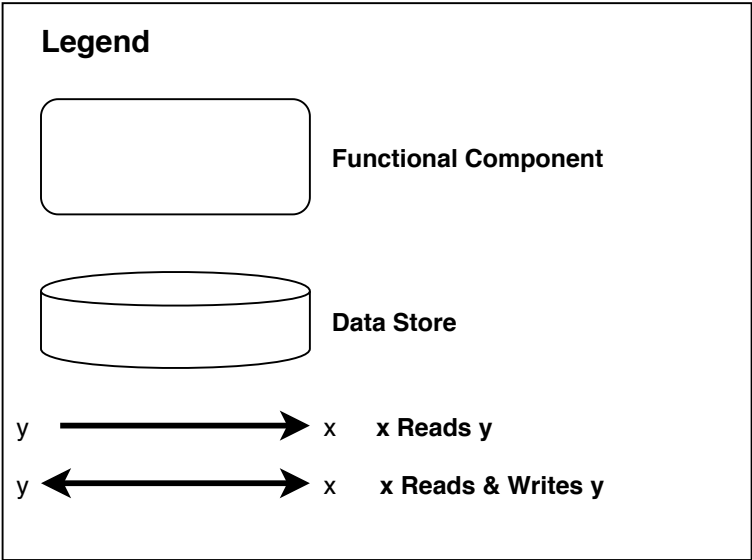 Legend
Functional Component
Data Store
y x x Reads y
y x x Reads & Writes y